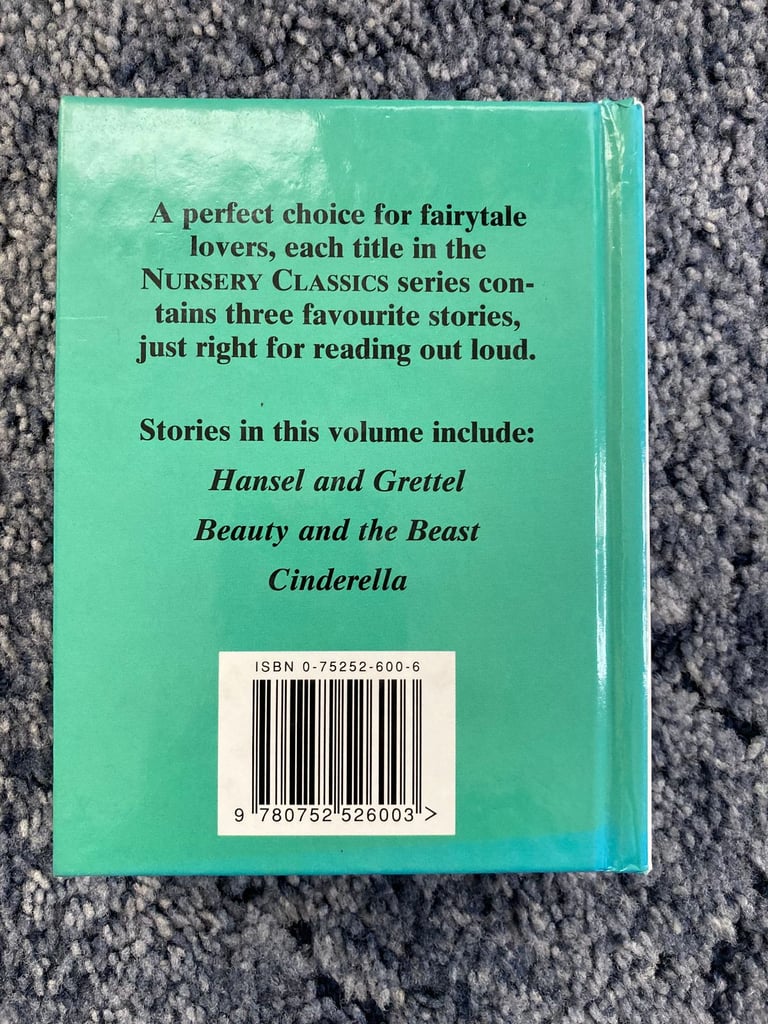 A perfect choice for fairytale
lovers, each title in the
NURSERY CLASSICS series con-
tains three favourite stories,
just right for reading out loud.
Stories in this volume include:
Hansel and Grettel
Beauty and the Beast
Cinderella
ISBN 0-75252-600-6
9 780752 526003 >